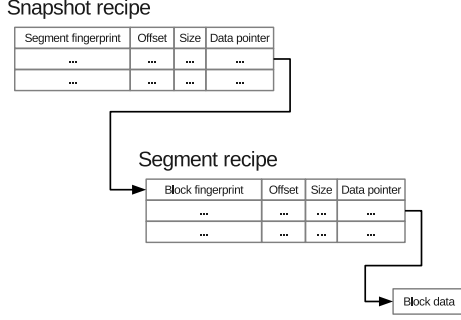 Snapshot recipe
Segment fingerprint Offset Size Data pointer
... ... ... ...
... ... ... ...
Segment recipe
Block fingerprint Offset Size Data pointer
... ... ... ...
... ... ... ...
Block data